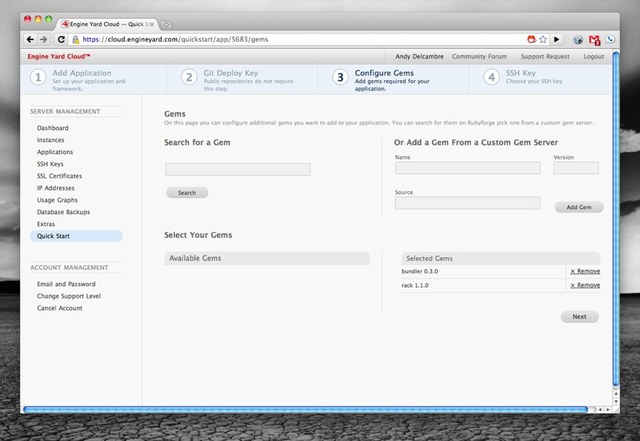 Engine Yard Cloud — Quick St
https://cloud.engineyard.com/quickstart/app/5683/gems
Engine Yard Cloud™
Andy Delcambre
Community Forum
Support Request
Logout
1 Add Application
Set up your application and
framework.
2 Git Deploy Key
Public repositories do not require
this step.
3 Configure Gems
Add gems required for your
application.
4 SSH Key
Choose your SSH key.
SERVER MANAGEMENT
Dashboard
Instances
Applications
SSH Keys
SSL Certificates
IP Addresses
Usage Graphs
Database Backups
Extras
Quick Start
ACCOUNT MANAGEMENT
Email and Password
Change Support Level
Cancel Account
Gems
On this page you can configure additional gems you want to add to your application. You can search for them on Rubyforge pick one from a custom gem server.
Search for a Gem
Search
Or Add a Gem From a Custom Gem Server
Name
Version
Source
Add Gem
Select Your Gems
Available Gems
Selected Gems
bundler 0.3.0
× Remove
rack 1.1.0
× Remove
Next